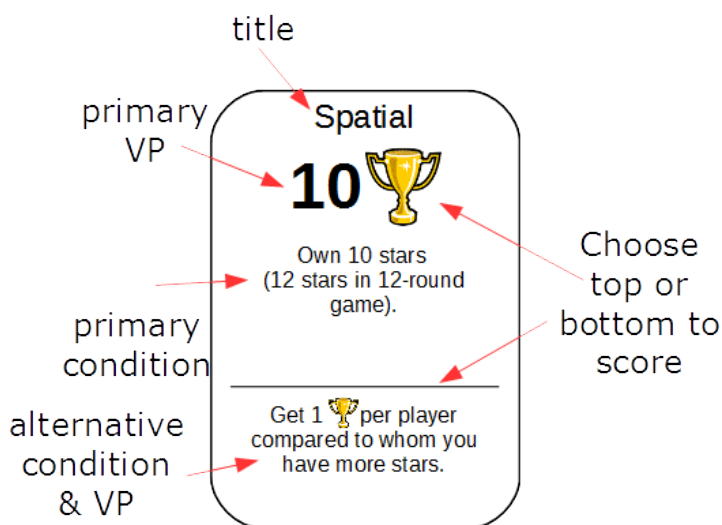 title
primary
VP
Spatial
10
Own 10 stars
(12 stars in 12-round
game).
Choose
top or
bottom to
score
primary
condition
alternative
condition
& VP
Get 1 per player
compared to whom you
have more stars.